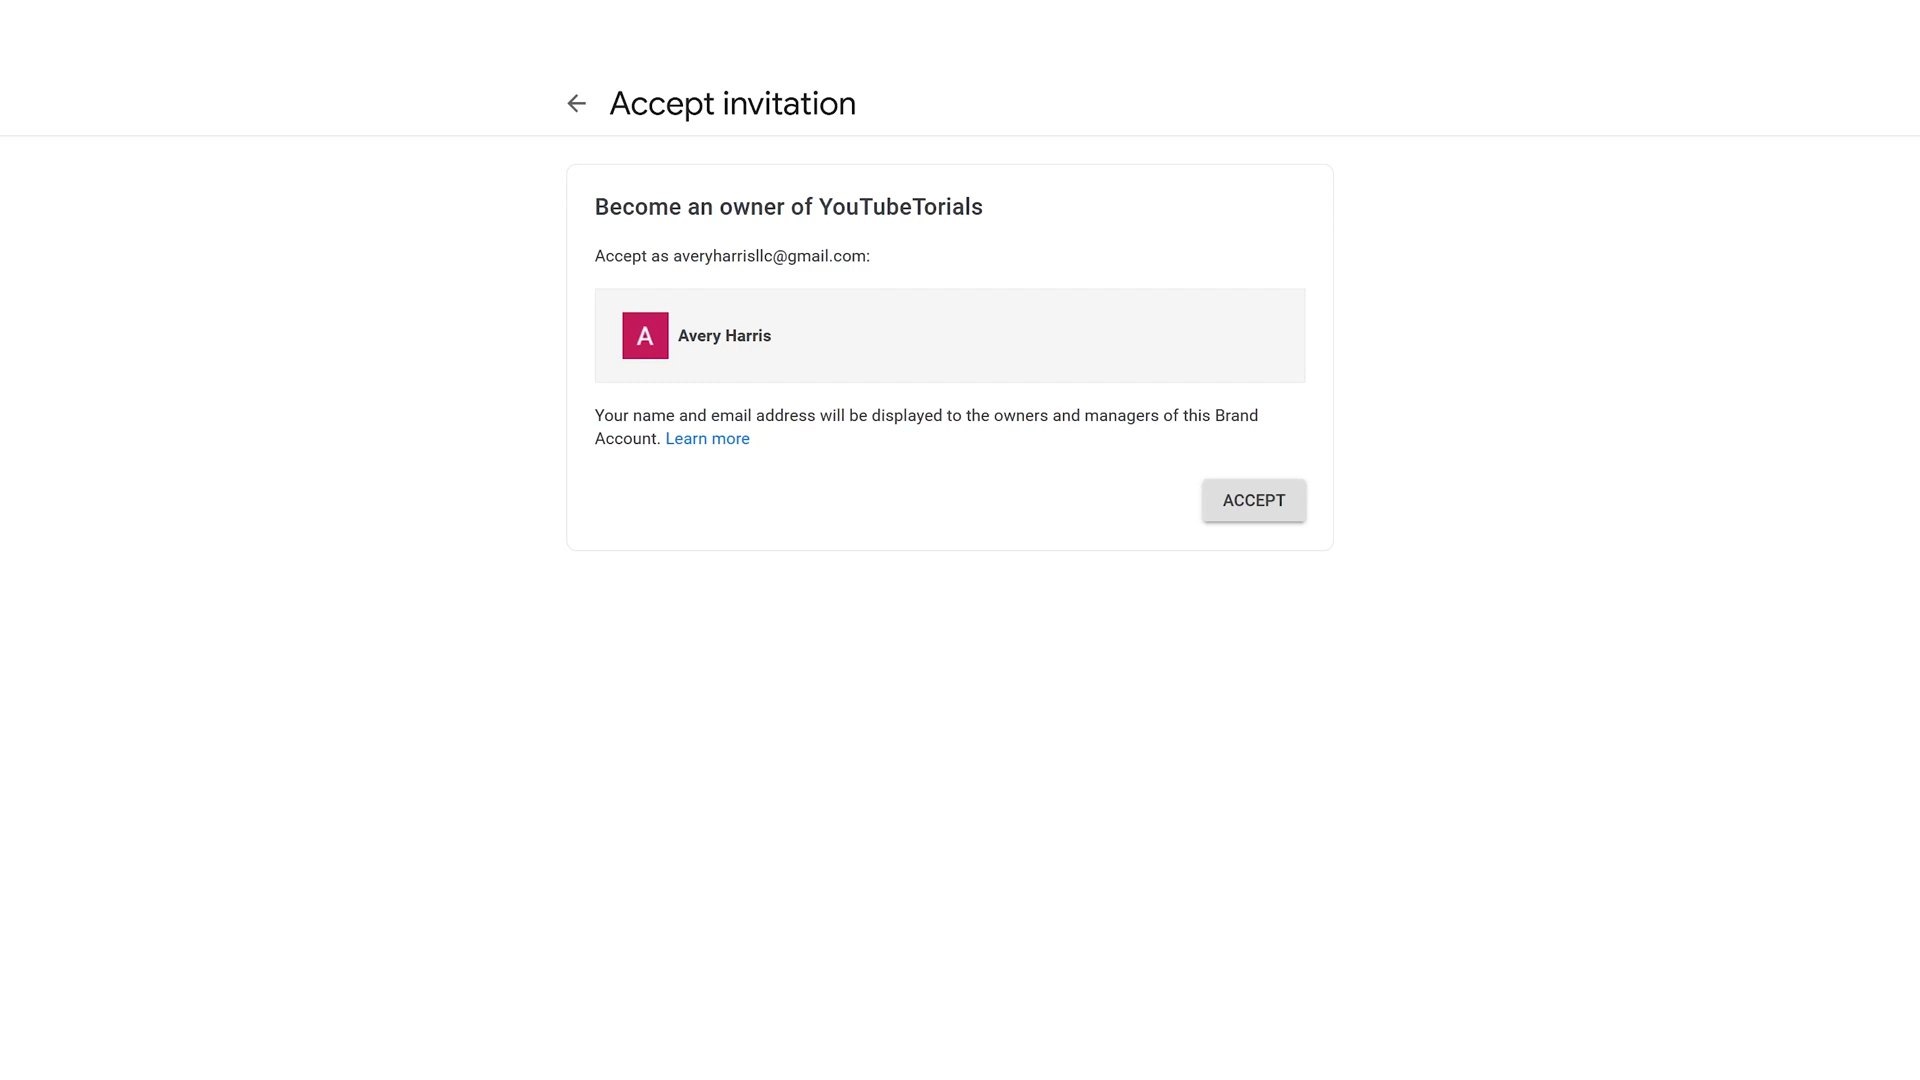 Accept invitation
Become an owner of YouTubeTorials
Accept as averyharrisllc@gmail.com:
A
Avery Harris
Your name and email address will be displayed to the owners and managers of this Brand
Account. Learn more
ACCEPT